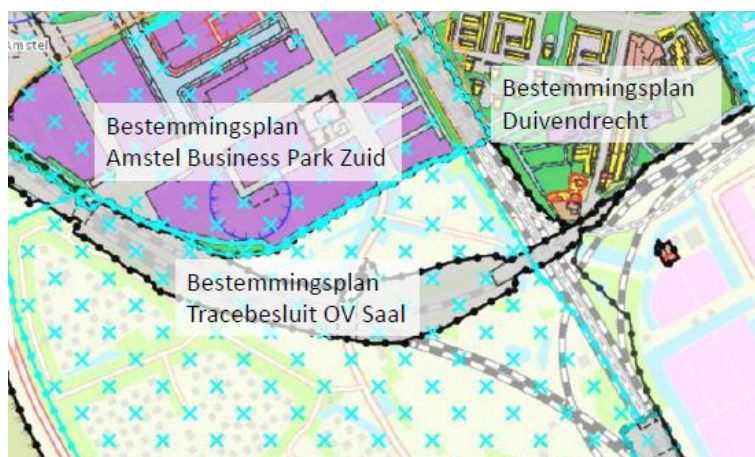 Amstel
Bestemmingsplan
Duivendrecht
Bestemmingsplan
Amstel Business Park Zuid
Bestemmingsplan
Tracebesluit OV Saal